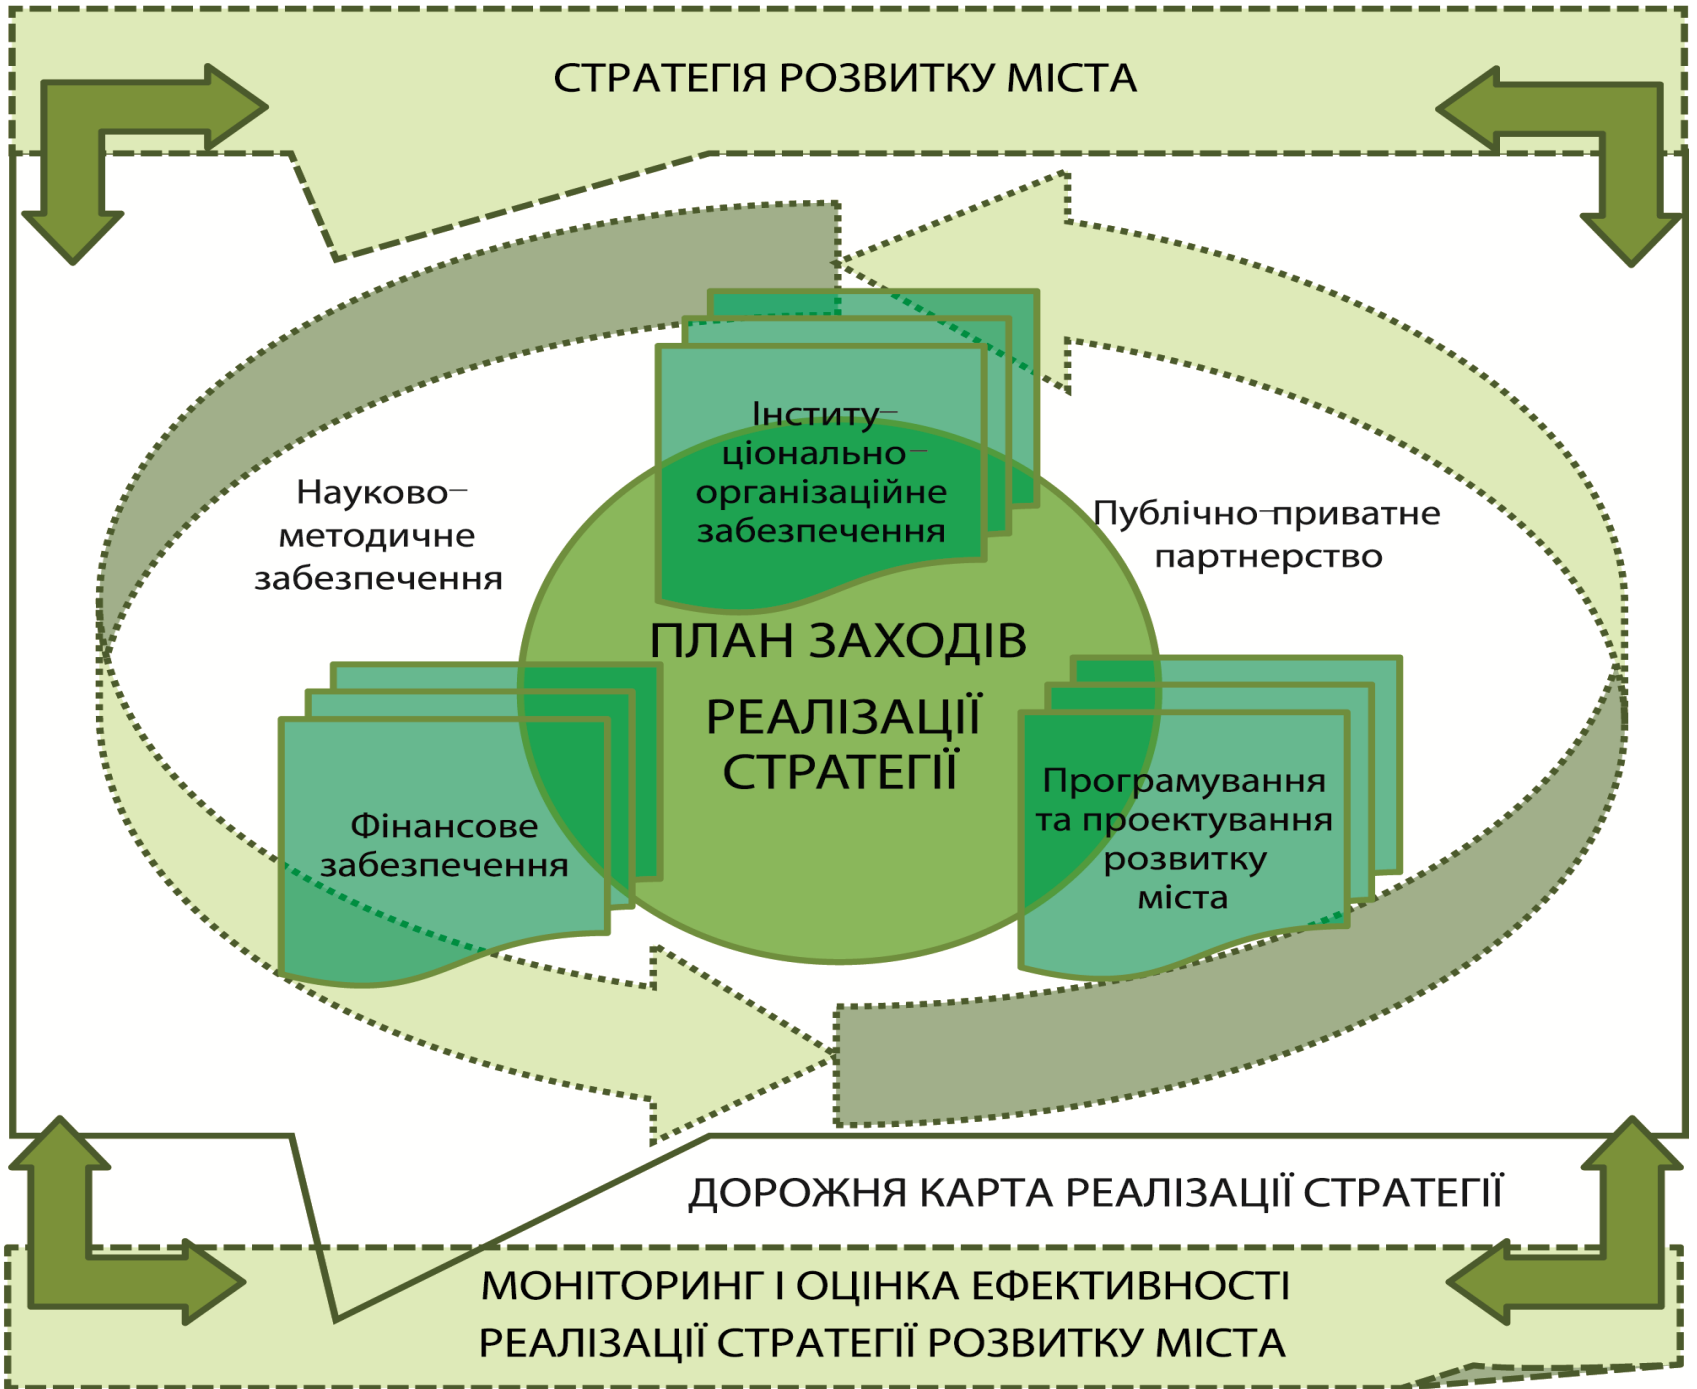 СТРАТЕГІЯ РОЗВИТКУ МІСТА
Інститу–
ціонально–
організаційне
забезпечення
Науково–
методичне
забезпечення
Публічно–приватне
партнерство
ПЛАН ЗАХОДІВ
РЕАЛІЗАЦІЇ
СТРАТЕГІЇ
Фінансове
забезпечення
Програмування
та проектування
розвитку
міста
ДОРОЖНЯ КАРТА РЕАЛІЗАЦІЇ СТРАТЕГІЇ
МОНІТОРИНГ І ОЦІНКА ЕФЕКТИВНОСТІ
РЕАЛІЗАЦІЇ СТРАТЕГІЇ РОЗВИТКУ МІСТА